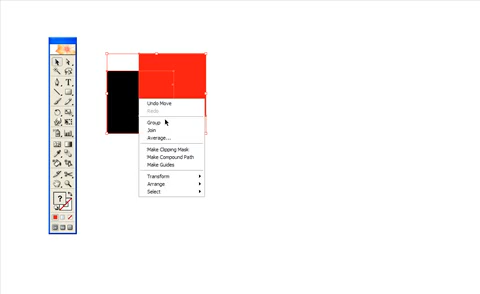 Undo Move
Redo
Group
Join
Average...
Make Clipping Mask
Make Compound Path
Make Guides
Transform
Arrange
Select
T
?